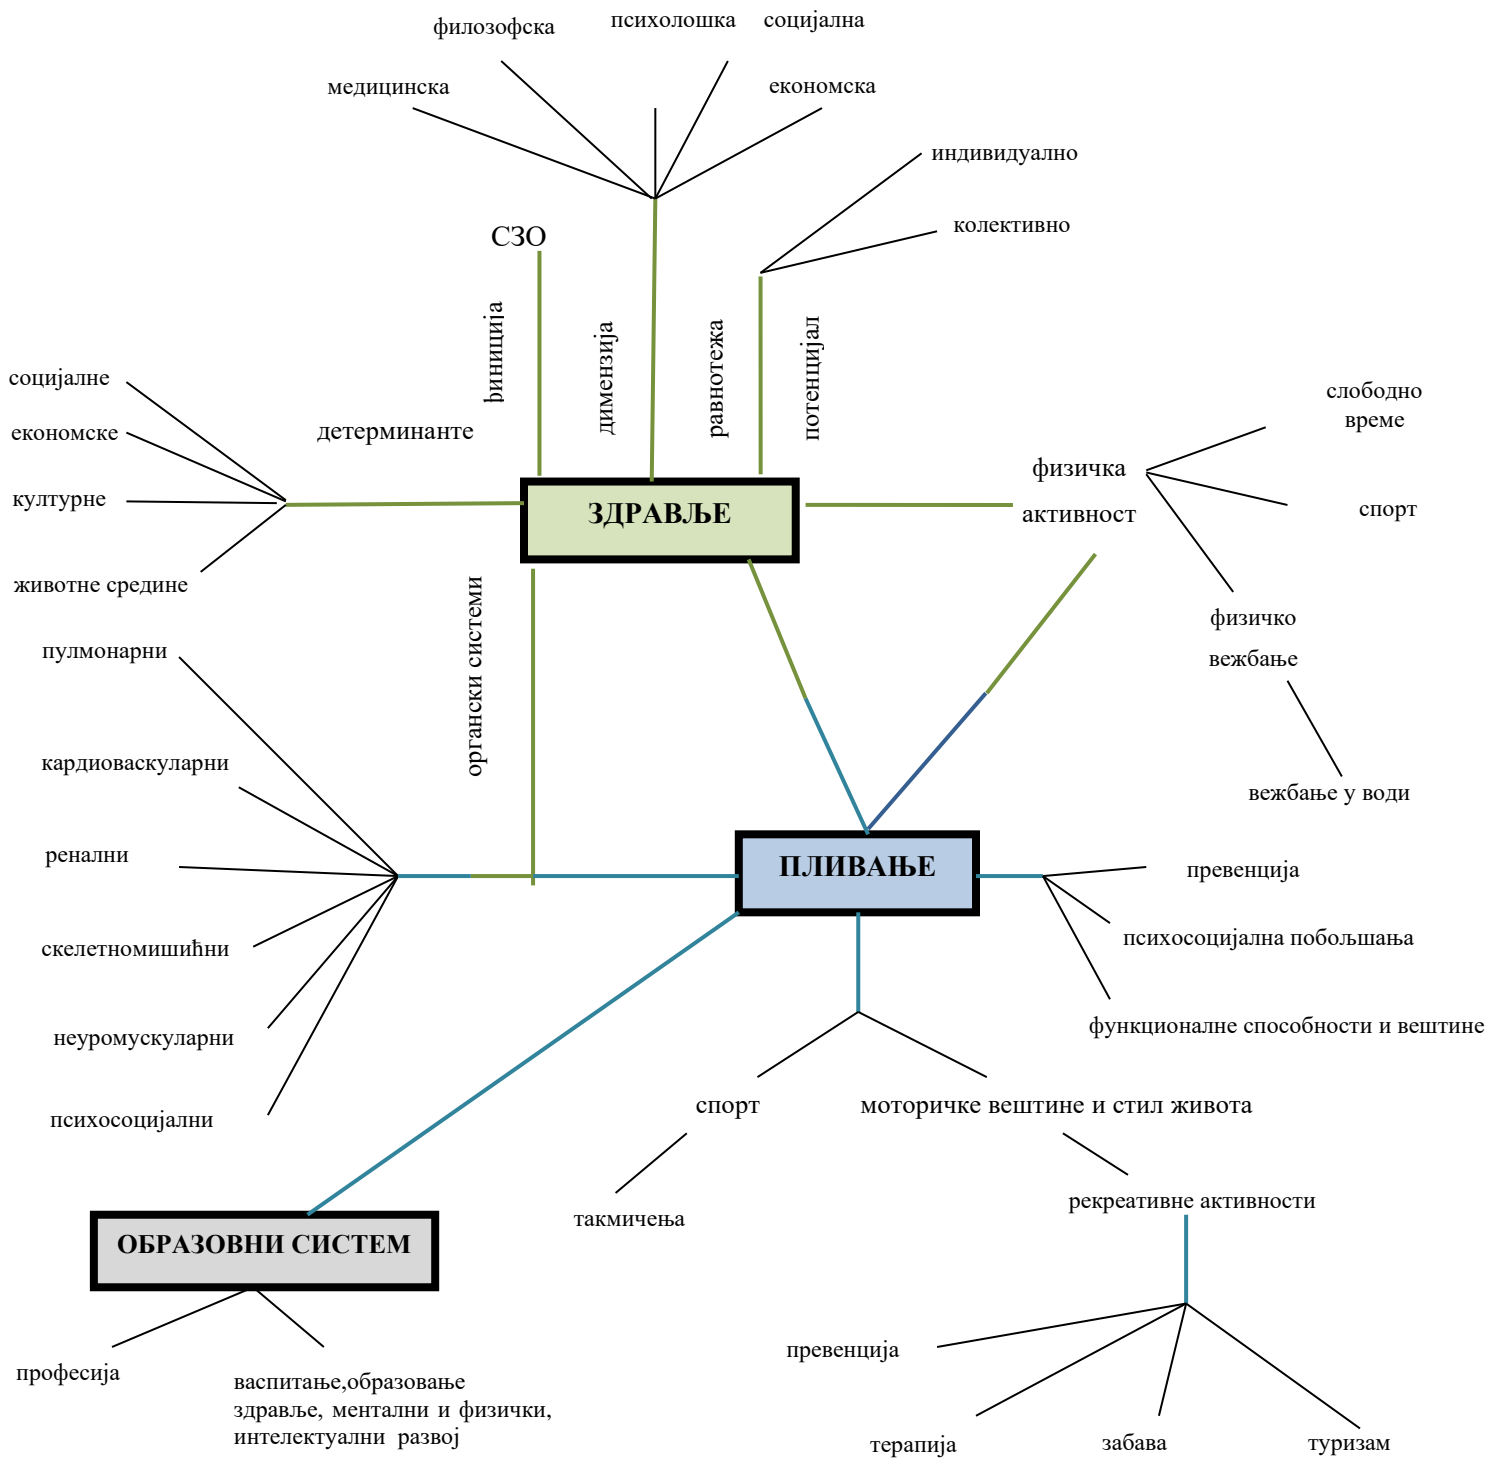 психолошка
социјална
филозофска
медицинска
економска
индивидуално
колективно
СЗО
димензија
равнотежа
потенцијал
социјалне
економске
културне
животне средине
детерминанте
ЗДРАВЉЕ
физичка
активност
слободно
време
спорт
физичко
вежбање
вежбање у води
органски системи
пулмонарни
кардиоваскуларни
ренални
скелетномишићни
неуромускуларни
психосоцијални
ПЛИВАЊЕ
превенција
психосоцијална побољшања
функционалне способности и вештине
спорт
моторичке вештине и стил живота
такмичења
рекреативне активности
превенција
терапија
забава
туризам
ОБРАЗОВНИ СИСТЕМ
професија
васпитање,образовање
здравље, ментални и физички,
интелектуални развој